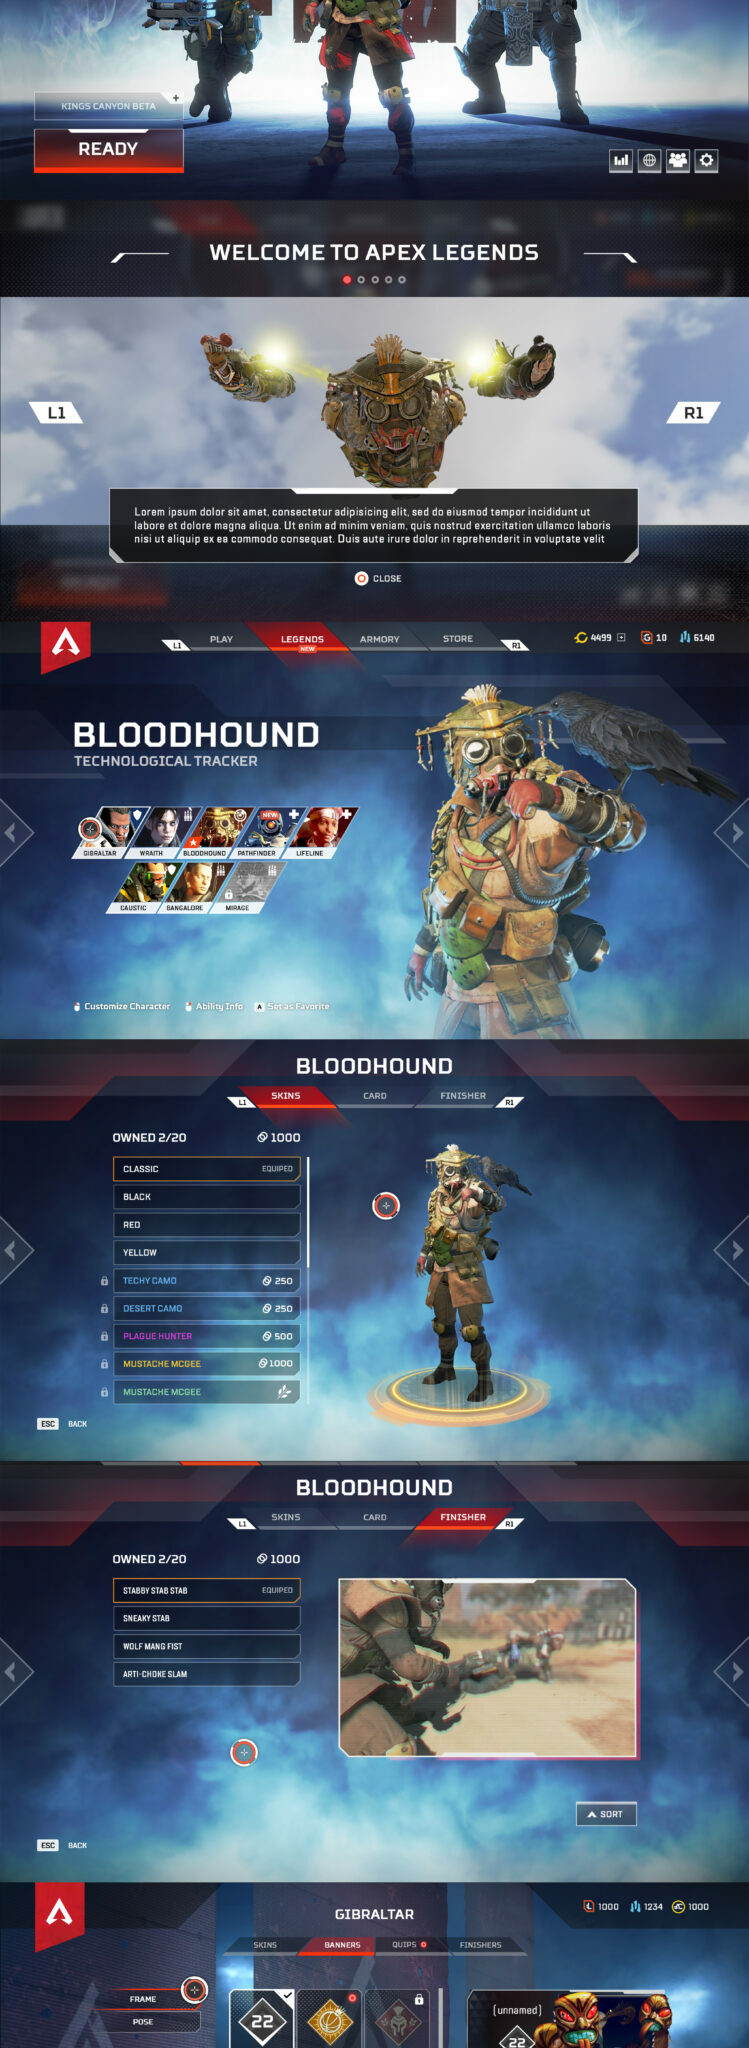 KINGS CANYON BETA
+
READY
WELCOME TO APEX LEGENDS
L1
R1
Lorem ipsum dolor sit amet, consectetur adipisicing elit, sed do eiusmod tempor incididunt ut
labore et dolore magna aliqua. Ut enim ad minim veniam, quis nostrud exercitation ullamco laboris
nisi ut aliquip ex ea commodo consequat. Duis aute irure dolor in reprehenderit in voluptate velit
CLOSE
L1 PLAY LEGENDS ARMORY STORE R1 4499 + 10 6140
NEW
BLOODHOUND
TECHNOLOGICAL TRACKER
NEW
GIBRALTAR WRAITH BLOODHOUND PATHFINDER LIFELINE
CAUSTIC BANGALORE MIRAGE
Customize Character Ability Info A Set as Favorite
BLOODHOUND
L1 SKINS CARD FINISHER R1
OWNED 2/20 1000
CLASSIC EQUIPED
BLACK
RED
YELLOW
TECHY CAMO 250
DESERT CAMO 250
PLAGUE HUNTER 500
MUSTACHE MCGEE 1000
MUSTACHE MCGEE
ESC BACK
BLOODHOUND
L1 SKINS CARD FINISHER R1
OWNED 2/20 1000
STABBY STAB STAB EQUIPED
SNEAKY STAB
WOLF MANG FIST
ARTI-CHOKE SLAM
SORT
ESC BACK
GIBRALTAR
L 1000 1234 1000
SKINS BANNERS QUIPS FINISHERS
FRAME
POSE
22
(unnamed)
22